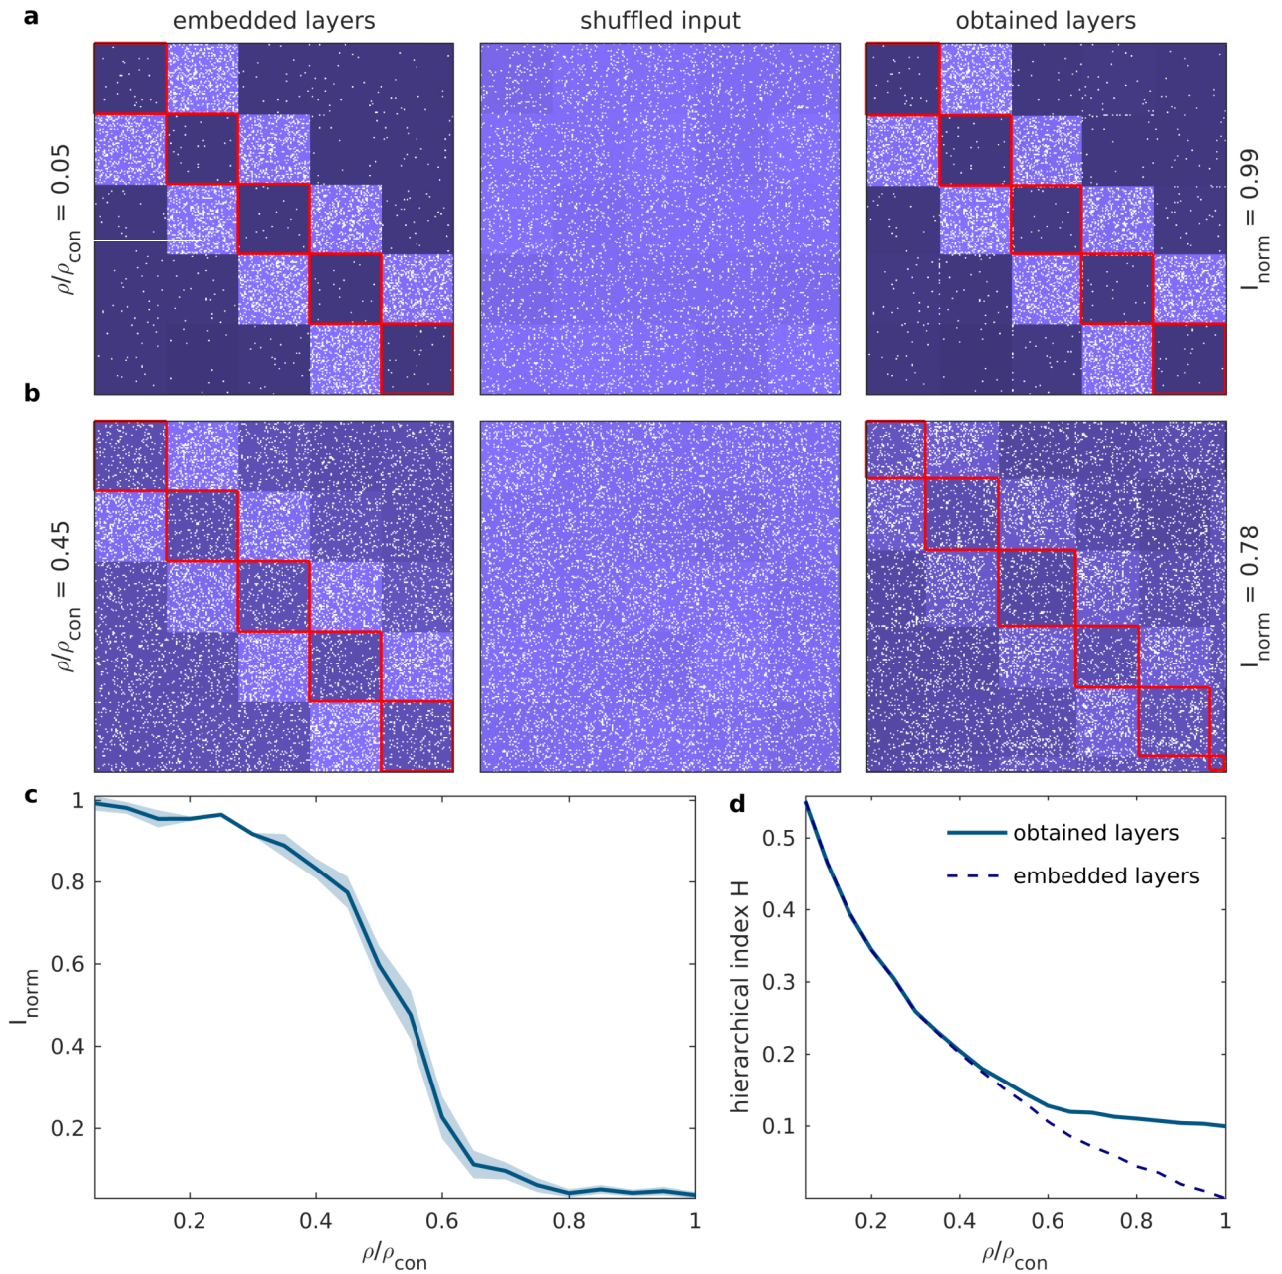 a
embedded layers
shuffled input
obtained layers
ρ/ρcon = 0.05
Inorm = 0.99
b
ρ/ρcon = 0.45
Inorm = 0.78
c
1
0.8
0.6
0.4
0.2
Inorm
0.2 0.4 0.6 0.8 1
ρ/ρcon
d
obtained layers
embedded layers
0.5
0.4
0.3
0.2
0.1
hierarchical index H
0.2 0.4 0.6 0.8 1
ρ/ρcon